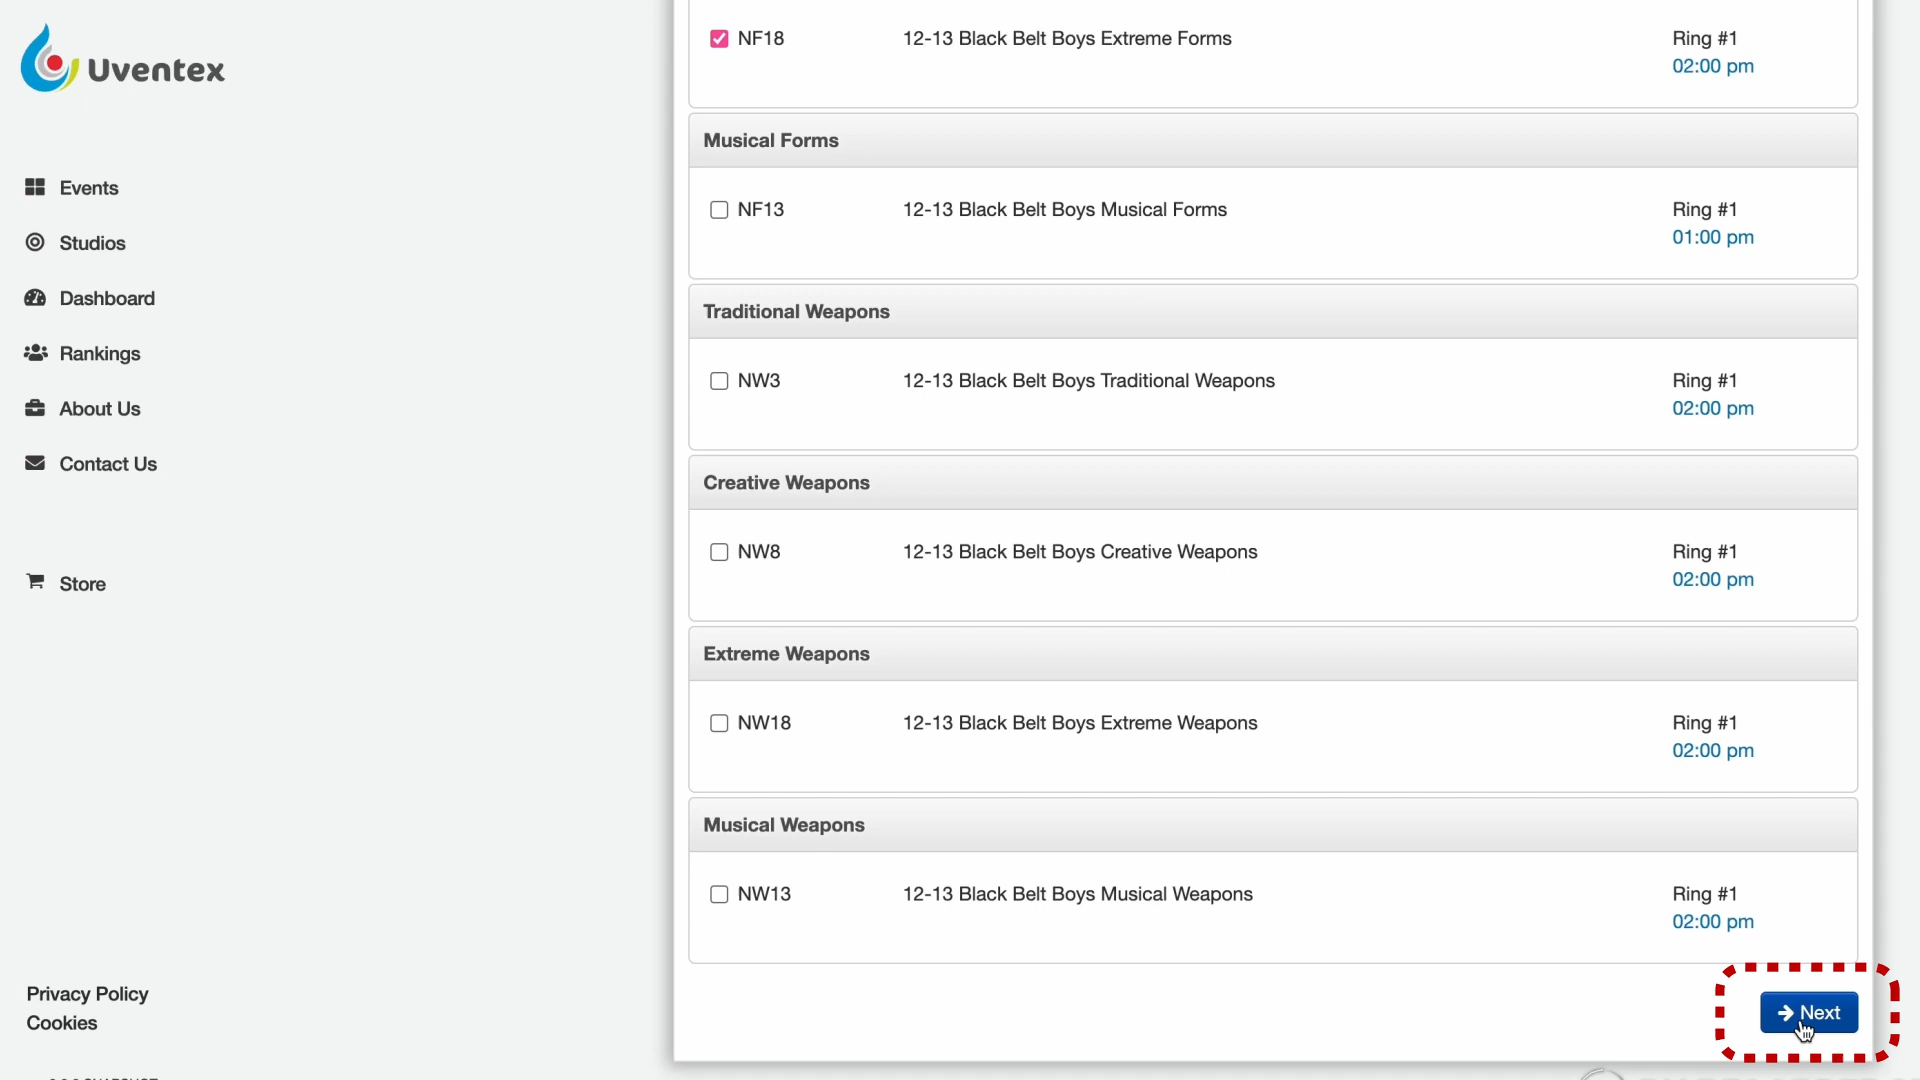 Uventex
Events
Studios
Dashboard
Rankings
About Us
Contact Us
Store
Privacy Policy
Cookies
NF18 12-13 Black Belt Boys Extreme Forms Ring #1
02:00 pm
Musical Forms
NF13 12-13 Black Belt Boys Musical Forms Ring #1
01:00 pm
Traditional Weapons
NW3 12-13 Black Belt Boys Traditional Weapons Ring #1
02:00 pm
Creative Weapons
NW8 12-13 Black Belt Boys Creative Weapons Ring #1
02:00 pm
Extreme Weapons
NW18 12-13 Black Belt Boys Extreme Weapons Ring #1
02:00 pm
Musical Weapons
NW13 12-13 Black Belt Boys Musical Weapons Ring #1
02:00 pm
Next